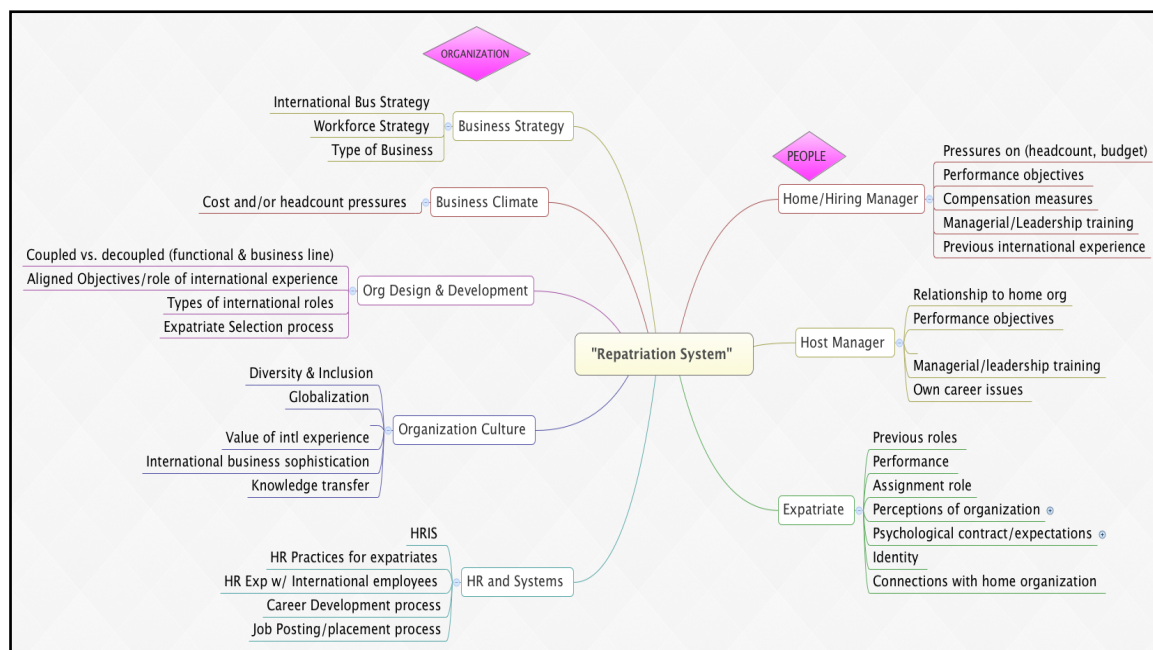 ORGANIZATION
International Bus Strategy
Workforce Strategy
Type of Business
Business Strategy
Cost and/or headcount pressures
Business Climate
Coupled vs. decoupled (functional & business line)
Aligned Objectives/role of international experience
Types of international roles
Expatriate Selection process
Org Design & Development
Diversity & Inclusion
Globalization
Value of intl experience
International business sophistication
Knowledge transfer
Organization Culture
HRIS
HR Practices for expatriates
HR Exp w/ International employees
Career Development process
Job Posting/placement process
HR and Systems
"Repatriation System"
PEOPLE
Home/Hiring Manager
Pressures on (headcount, budget)
Performance objectives
Compensation measures
Managerial/Leadership training
Previous international experience
Host Manager
Relationship to home org
Performance objectives
Managerial/leadership training
Own career issues
Expatriate
Previous roles
Performance
Assignment role
Perceptions of organization
Psychological contract/expectations
Identity
Connections with home organization